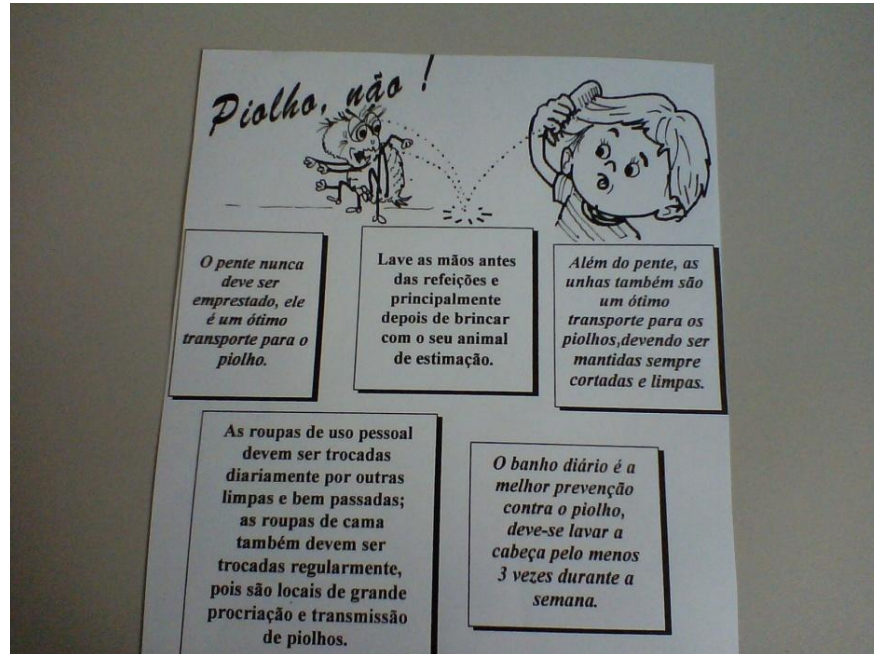 Piolho, não !
O pente nunca
deve ser
emprestado, ele
é um ótimo
transporte para o
piolho.
Lave as mãos antes
das refeições e
principalmente
depois de brincar
com o seu animal
de estimação.
Além do pente, as
unhas também são
um ótimo
transporte para os
piolhos,devendo ser
mantidas sempre
cortadas e limpas.
As roupas de uso pessoal
devem ser trocadas
diariamente por outras
limpas e bem passadas;
as roupas de cama
também devem ser
trocadas regularmente,
pois são locais de grande
procriação e transmissão
de piolhos.
O banho diário é a
melhor prevenção
contra o piolho,
deve-se lavar a
cabeça pelo menos
3 vezes durante a
semana.